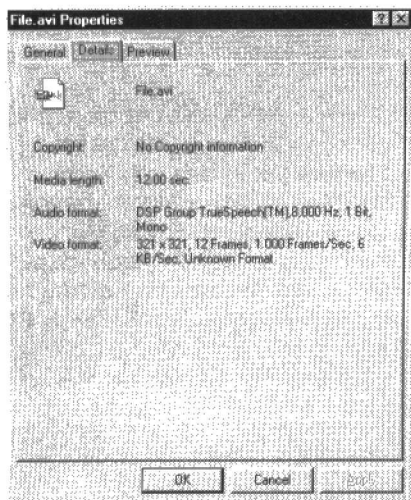 File.avi Properties
? ×
General Details Preview
File.avi
Copyright: No Copyright information
Media length: 12.00 sec.
Audio format: DSP Group TrueSpeech(TM),8.000 Hz, 1 Bit,
Mono
Video format: 321 x 321, 12 Frames, 1.000 Frames/Sec, 6
KB/Sec, Unknown Format
OK Cancel Apply